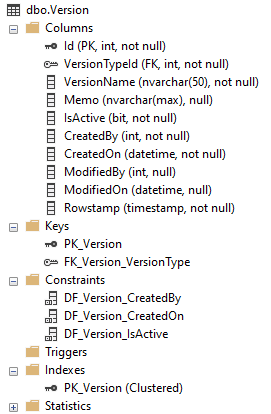 dbo.Version
Columns
Id (PK, int, not null)
VersionTypeId (FK, int, not null)
VersionName (nvarchar(50), not null)
Memo (nvarchar(max), null)
IsActive (bit, not null)
CreatedBy (int, not null)
CreatedOn (datetime, not null)
ModifiedBy (int, null)
ModifiedOn (datetime, null)
Rowstamp (timestamp, not null)
Keys
PK_Version
FK_Version_VersionType
Constraints
DF_Version_CreatedBy
DF_Version_CreatedOn
DF_Version_IsActive
Triggers
Indexes
PK_Version (Clustered)
Statistics